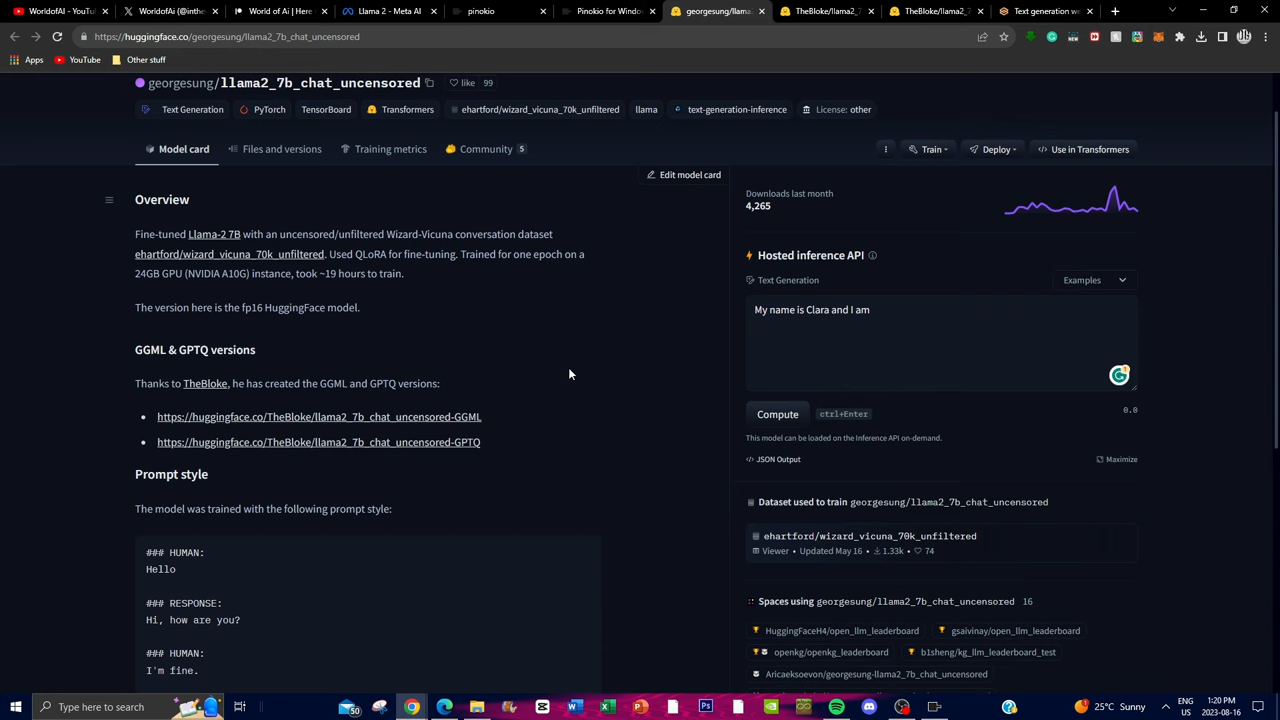 WorldofAI - YouTu
WorldofAi (@intheM
World of Ai | Here t
Llama 2 - Meta AI
pinokio
Pinokio for Windo
georgesung/llama
TheBloke/llama2_7
TheBloke/llama2_7
Text generation we
https://huggingface.co/georgesung/llama2_7b_chat_uncensored
Apps YouTube Other stuff
georgesung/llama2_7b_chat_uncensored like 99
Text Generation PyTorch TensorBoard Transformers ehartford/wizard_vicuna_70k_unfiltered llama text-generation-inference License: other
Model card Files and versions Training metrics Community 5 Train Deploy Use in Transformers
Edit model card
Overview
Fine-tuned Llama-2 7B with an uncensored/unfiltered Wizard-Vicuna conversation dataset
ehartford/wizard_vicuna_70k_unfiltered. Used QLoRA for fine-tuning. Trained for one epoch on a
24GB GPU (NVIDIA A10G) instance, took ~19 hours to train.
The version here is the fp16 HuggingFace model.
GGML & GPTQ versions
Thanks to TheBloke, he has created the GGML and GPTQ versions:
https://huggingface.co/TheBloke/llama2_7b_chat_uncensored-GGML
https://huggingface.co/TheBloke/llama2_7b_chat_uncensored-GPTQ
Prompt style
The model was trained with the following prompt style:
### HUMAN:
Hello
### RESPONSE:
Hi, how are you?
### HUMAN:
I'm fine.
Downloads last month
4,265
Hosted inference API
Text Generation Examples
My name is Clara and I am
Compute ctrl+Enter 0.0
This model can be loaded on the Inference API on-demand.
JSON Output Maximize
Dataset used to train georgesung/llama2_7b_chat_uncensored
ehartford/wizard_vicuna_70k_unfiltered
Viewer • Updated May 16 • 1.33k • 74
Spaces using georgesung/llama2_7b_chat_uncensored 16
HuggingFaceH4/open_llm_leaderboard gsaivinay/open_llm_leaderboard
openkg/openkg_leaderboard b1sheng/kg_llm_leaderboard_test
Aricaeksoevon/georgesung-llama2_7b_chat_uncensored
Type here to search
25°C Sunny
ENG
US
1:20 PM
2023-08-16